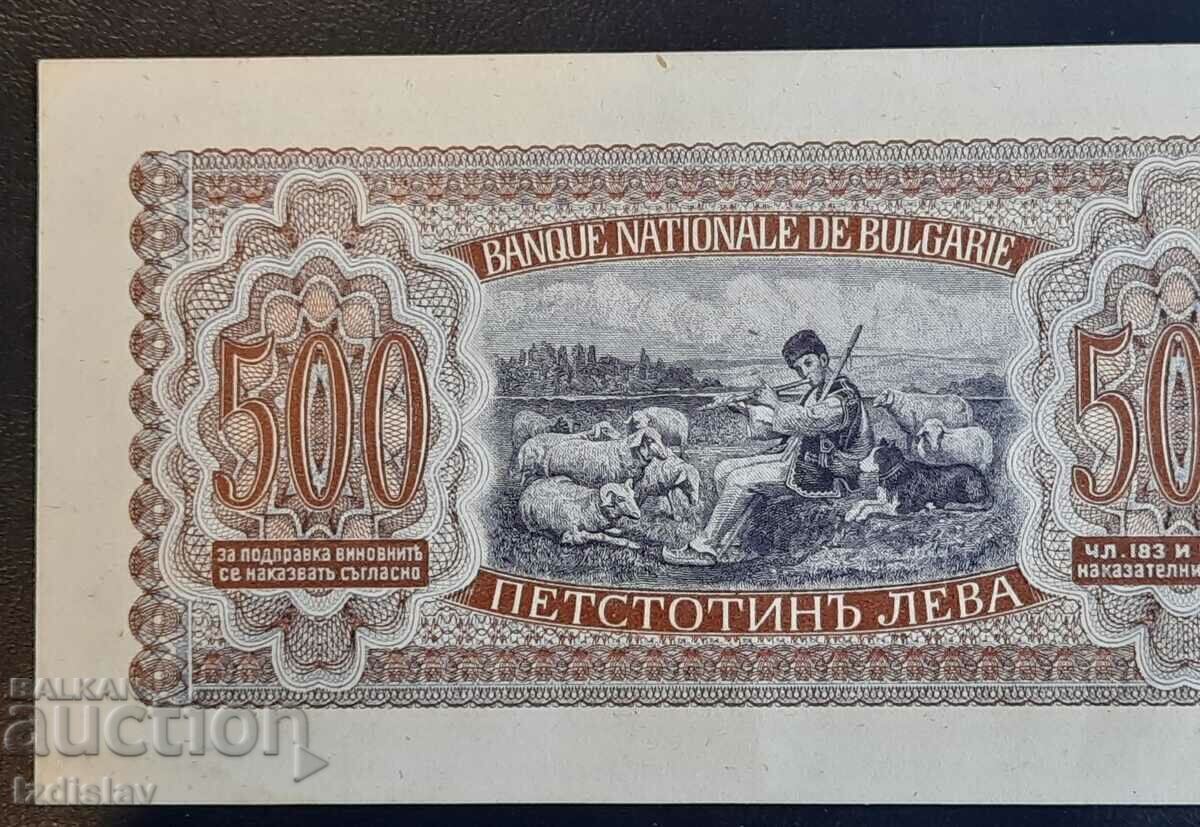 BANQUE NATIONALE DE BULGARIE
500
50
ЗА ПОДПРАВКА ВИНОВНИТѢ
СЕ НАКАЗВАТЪ СЪГЛАСНО
ЧЛ. 183 И
НАКАЗАТЕЛНИ
ПЕТСТОТИНЪ ЛЕВА
BALKAN
auction
Izdislav